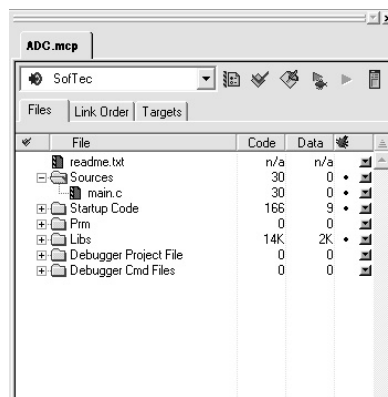 ADC.mcp
SofTec
Files Link Order Targets
File Code Data
readme.txt n/a n/a
Sources 30 0
main.c 30 0
Startup Code 166 9
Prm 0 0
Libs 14K 2K
Debugger Project File 0 0
Debugger Cmd Files 0 0